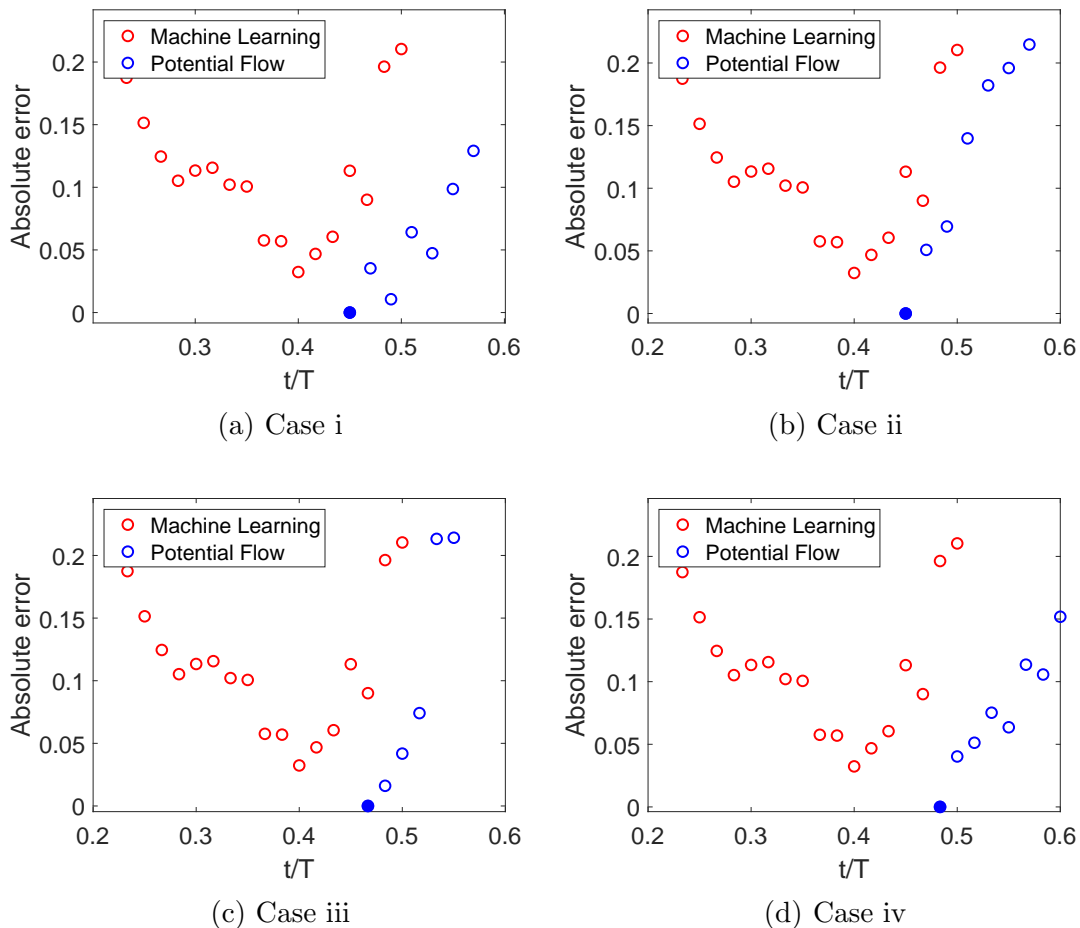 Machine Learning
Potential Flow
Absolute error
0.2
0.15
0.1
0.05
0
0.3
0.4
0.5
0.6
t/T
(a) Case i
Machine Learning
Potential Flow
Absolute error
0.2
0.15
0.1
0.05
0
0.2
0.3
0.4
0.5
0.6
t/T
(b) Case ii
Machine Learning
Potential Flow
Absolute error
0.2
0.15
0.1
0.05
0
0.2
0.3
0.4
0.5
0.6
t/T
(c) Case iii
Machine Learning
Potential Flow
Absolute error
0.2
0.15
0.1
0.05
0
0.2
0.3
0.4
0.5
0.6
t/T
(d) Case iv